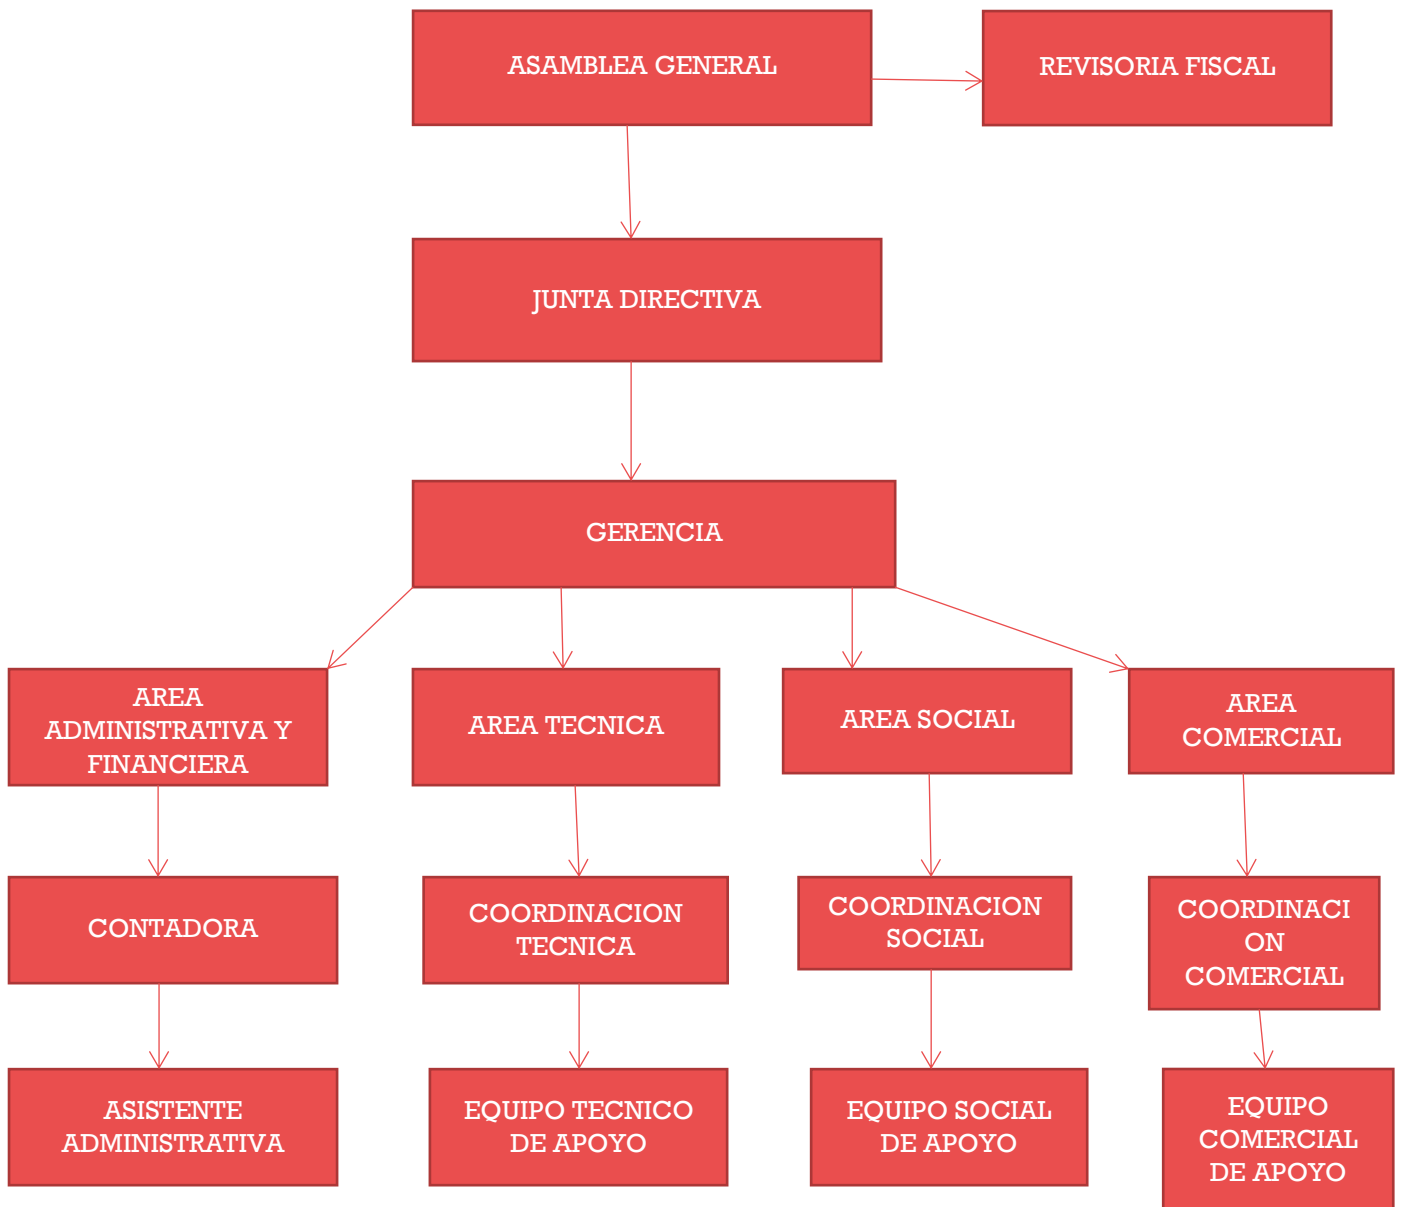 ASAMBLEA GENERAL
REVISORIA FISCAL
JUNTA DIRECTIVA
GERENCIA
AREA
ADMINISTRATIVA Y
FINANCIERA
AREA TECNICA
AREA SOCIAL
AREA
COMERCIAL
CONTADORA
COORDINACION
TECNICA
COORDINACION
SOCIAL
COORDINACI
ON
COMERCIAL
ASISTENTE
ADMINISTRATIVA
EQUIPO TECNICO
DE APOYO
EQUIPO SOCIAL
DE APOYO
EQUIPO
COMERCIAL
DE APOYO